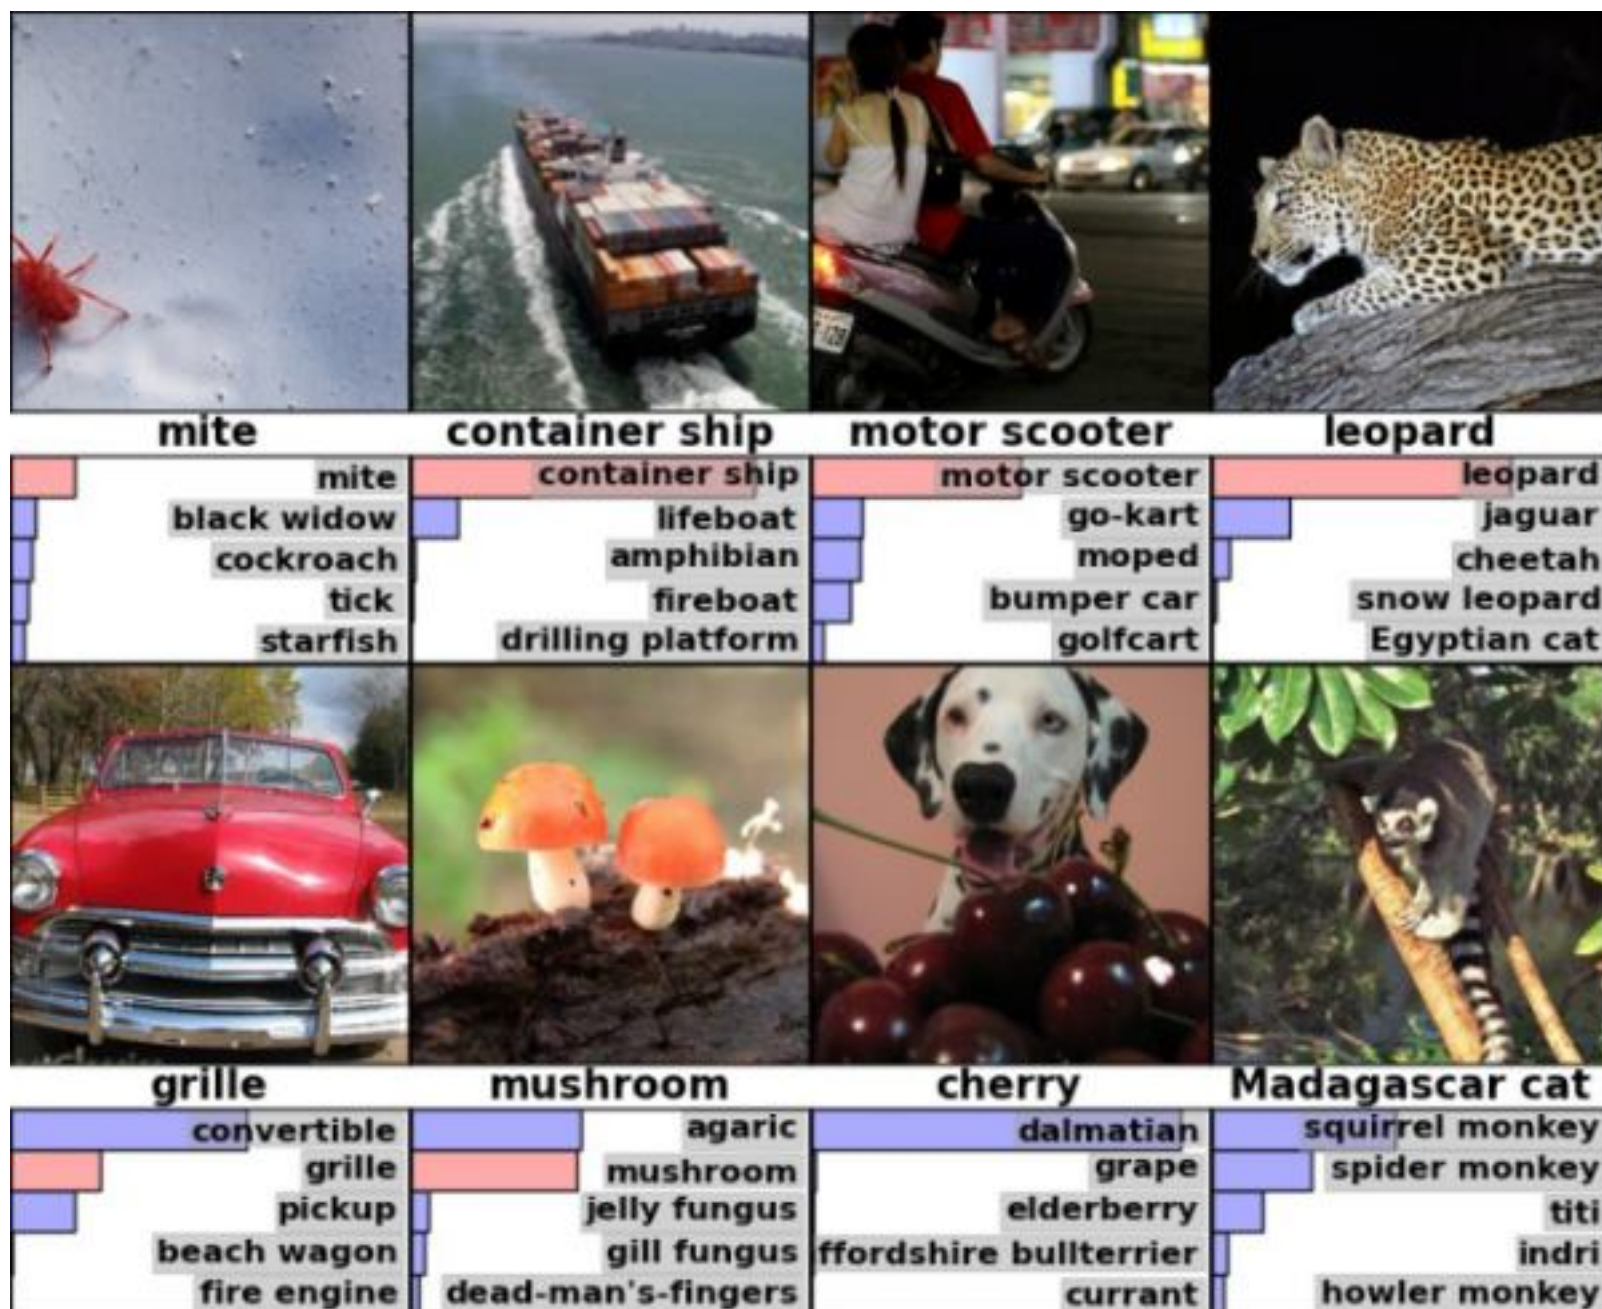 mite
container ship
motor scooter
leopard
mite
black widow
cockroach
tick
starfish
container ship
lifeboat
amphibian
fireboat
drilling platform
motor scooter
go-kart
moped
bumper car
golfcart
leopard
jaguar
cheetah
snow leopard
Egyptian cat
grille
mushroom
cherry
Madagascar cat
convertible
grille
pickup
beach wagon
fire engine
agaric
mushroom
jelly fungus
gill fungus
dead-man's-fingers
dalmatian
grape
elderberry
ffordshire bullterrier
currant
squirrel monkey
spider monkey
titi
indri
howler monkey